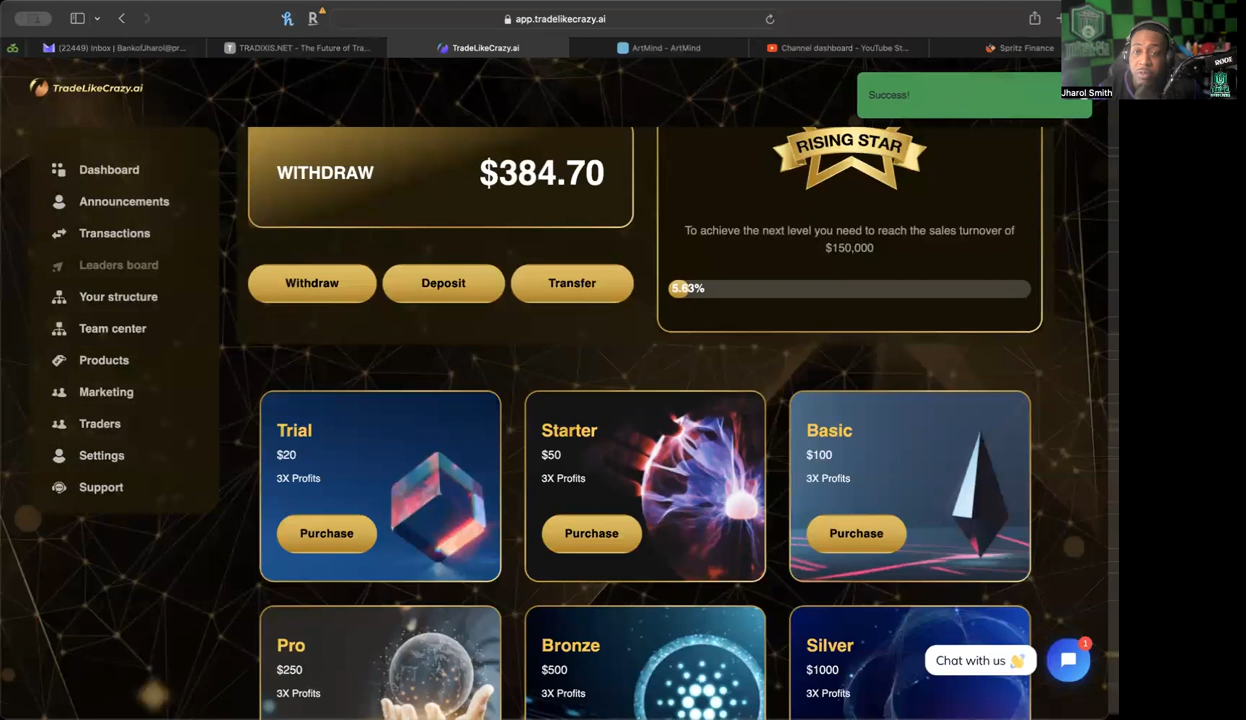 app.tradelikecrazy.ai
(22449) Inbox | BankofJharol@pr...
TRADIXIS.NET - The Future of Tra...
TradeLikeCrazy.ai
ArtMind - ArtMind
Channel dashboard - YouTube St...
Spritz Finance
RODE
Jharol Smith
TradeLikeCrazy.ai
Success!
Dashboard
Announcements
Transactions
Leaders board
Your structure
Team center
Products
Marketing
Traders
Settings
Support
WITHDRAW
$384.70
Withdraw
Deposit
Transfer
RISING STAR
To achieve the next level you need to reach the sales turnover of
$150,000
5.63%
Trial
$20
3X Profits
Purchase
Starter
$50
3X Profits
Purchase
Basic
$100
3X Profits
Purchase
Pro
$250
3X Profits
Bronze
$500
3X Profits
Silver
$1000
3X Profits
Chat with us 👋
1